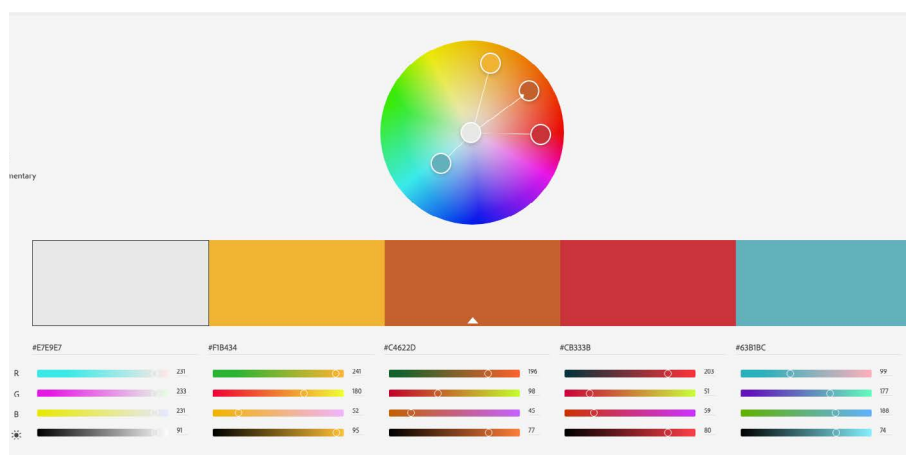 mentary
#E7E9E7 #F1B434 #C4622D #CB333B #63B1BC
R 231 241 196 203 99
G 233 180 98 51 177
B 231 52 45 59 188
91 95 77 80 74